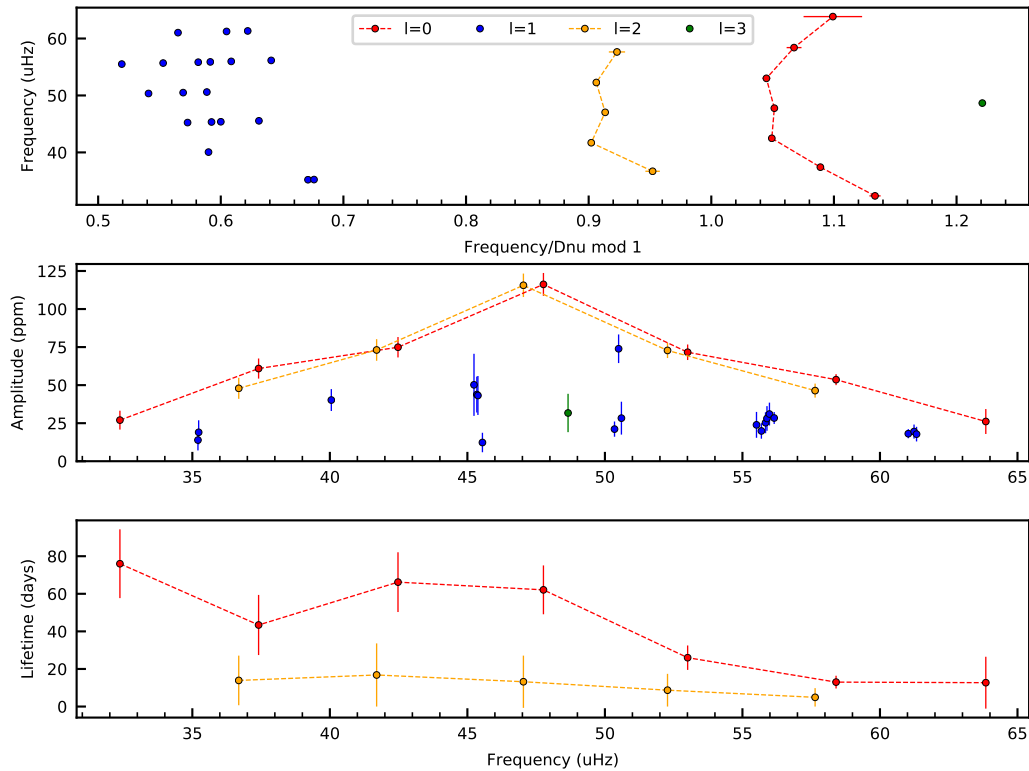 l=0 l=1 l=2 l=3
Frequency (uHz)
60
50
40
0.5 0.6 0.7 0.8 0.9 1.0 1.1 1.2
Frequency/Dnu mod 1
Amplitude (ppm)
125
100
75
50
25
0
35 40 45 50 55 60 65
Lifetime (days)
80
60
40
20
0
35 40 45 50 55 60 65
Frequency (uHz)